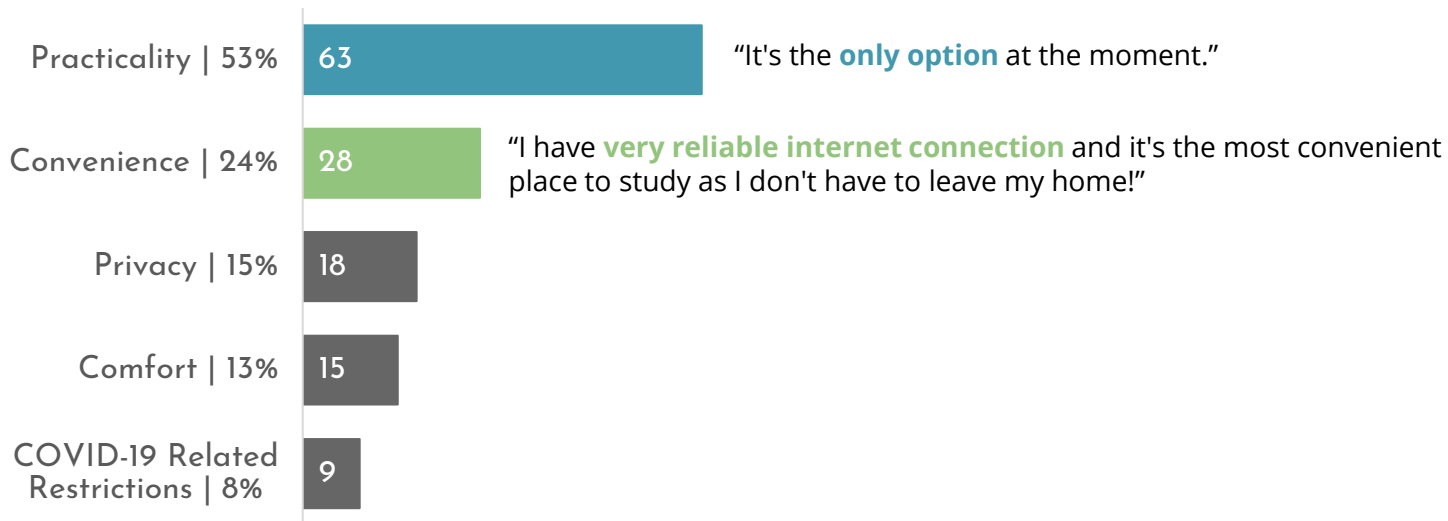 Practicality | 53%
63
“It's the only option at the moment.”
Convenience | 24%
28
“I have very reliable internet connection and it's the most convenient
place to study as I don't have to leave my home!”
Privacy | 15%
18
Comfort | 13%
15
COVID-19 Related
Restrictions | 8%
9